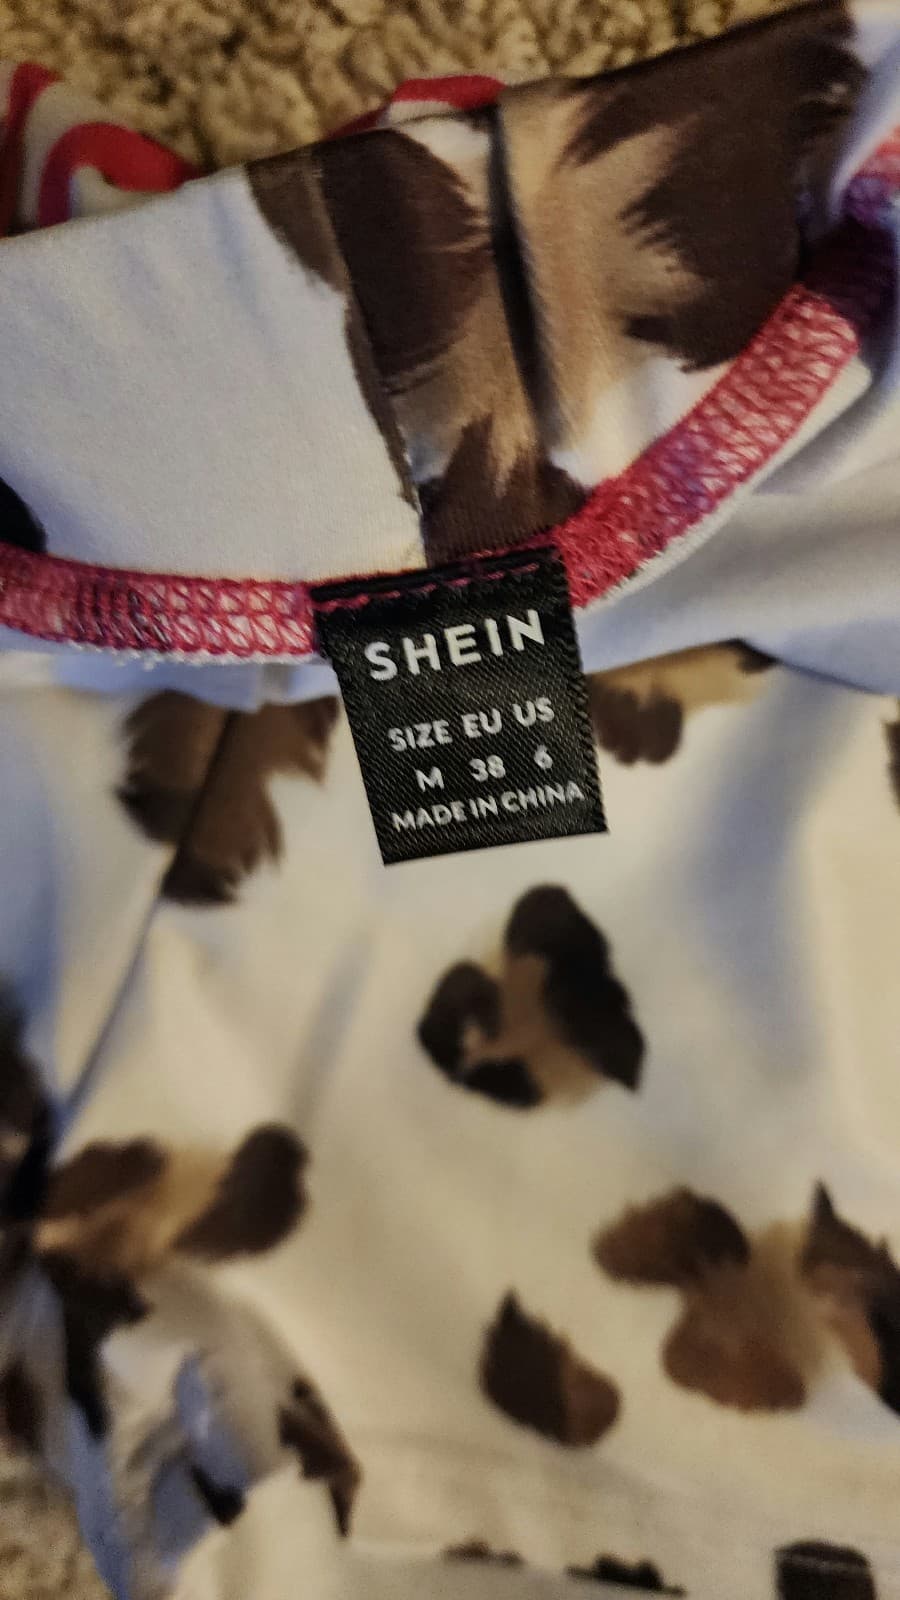 SHEIN
SIZE EU US
M 38 6
MADE IN CHINA